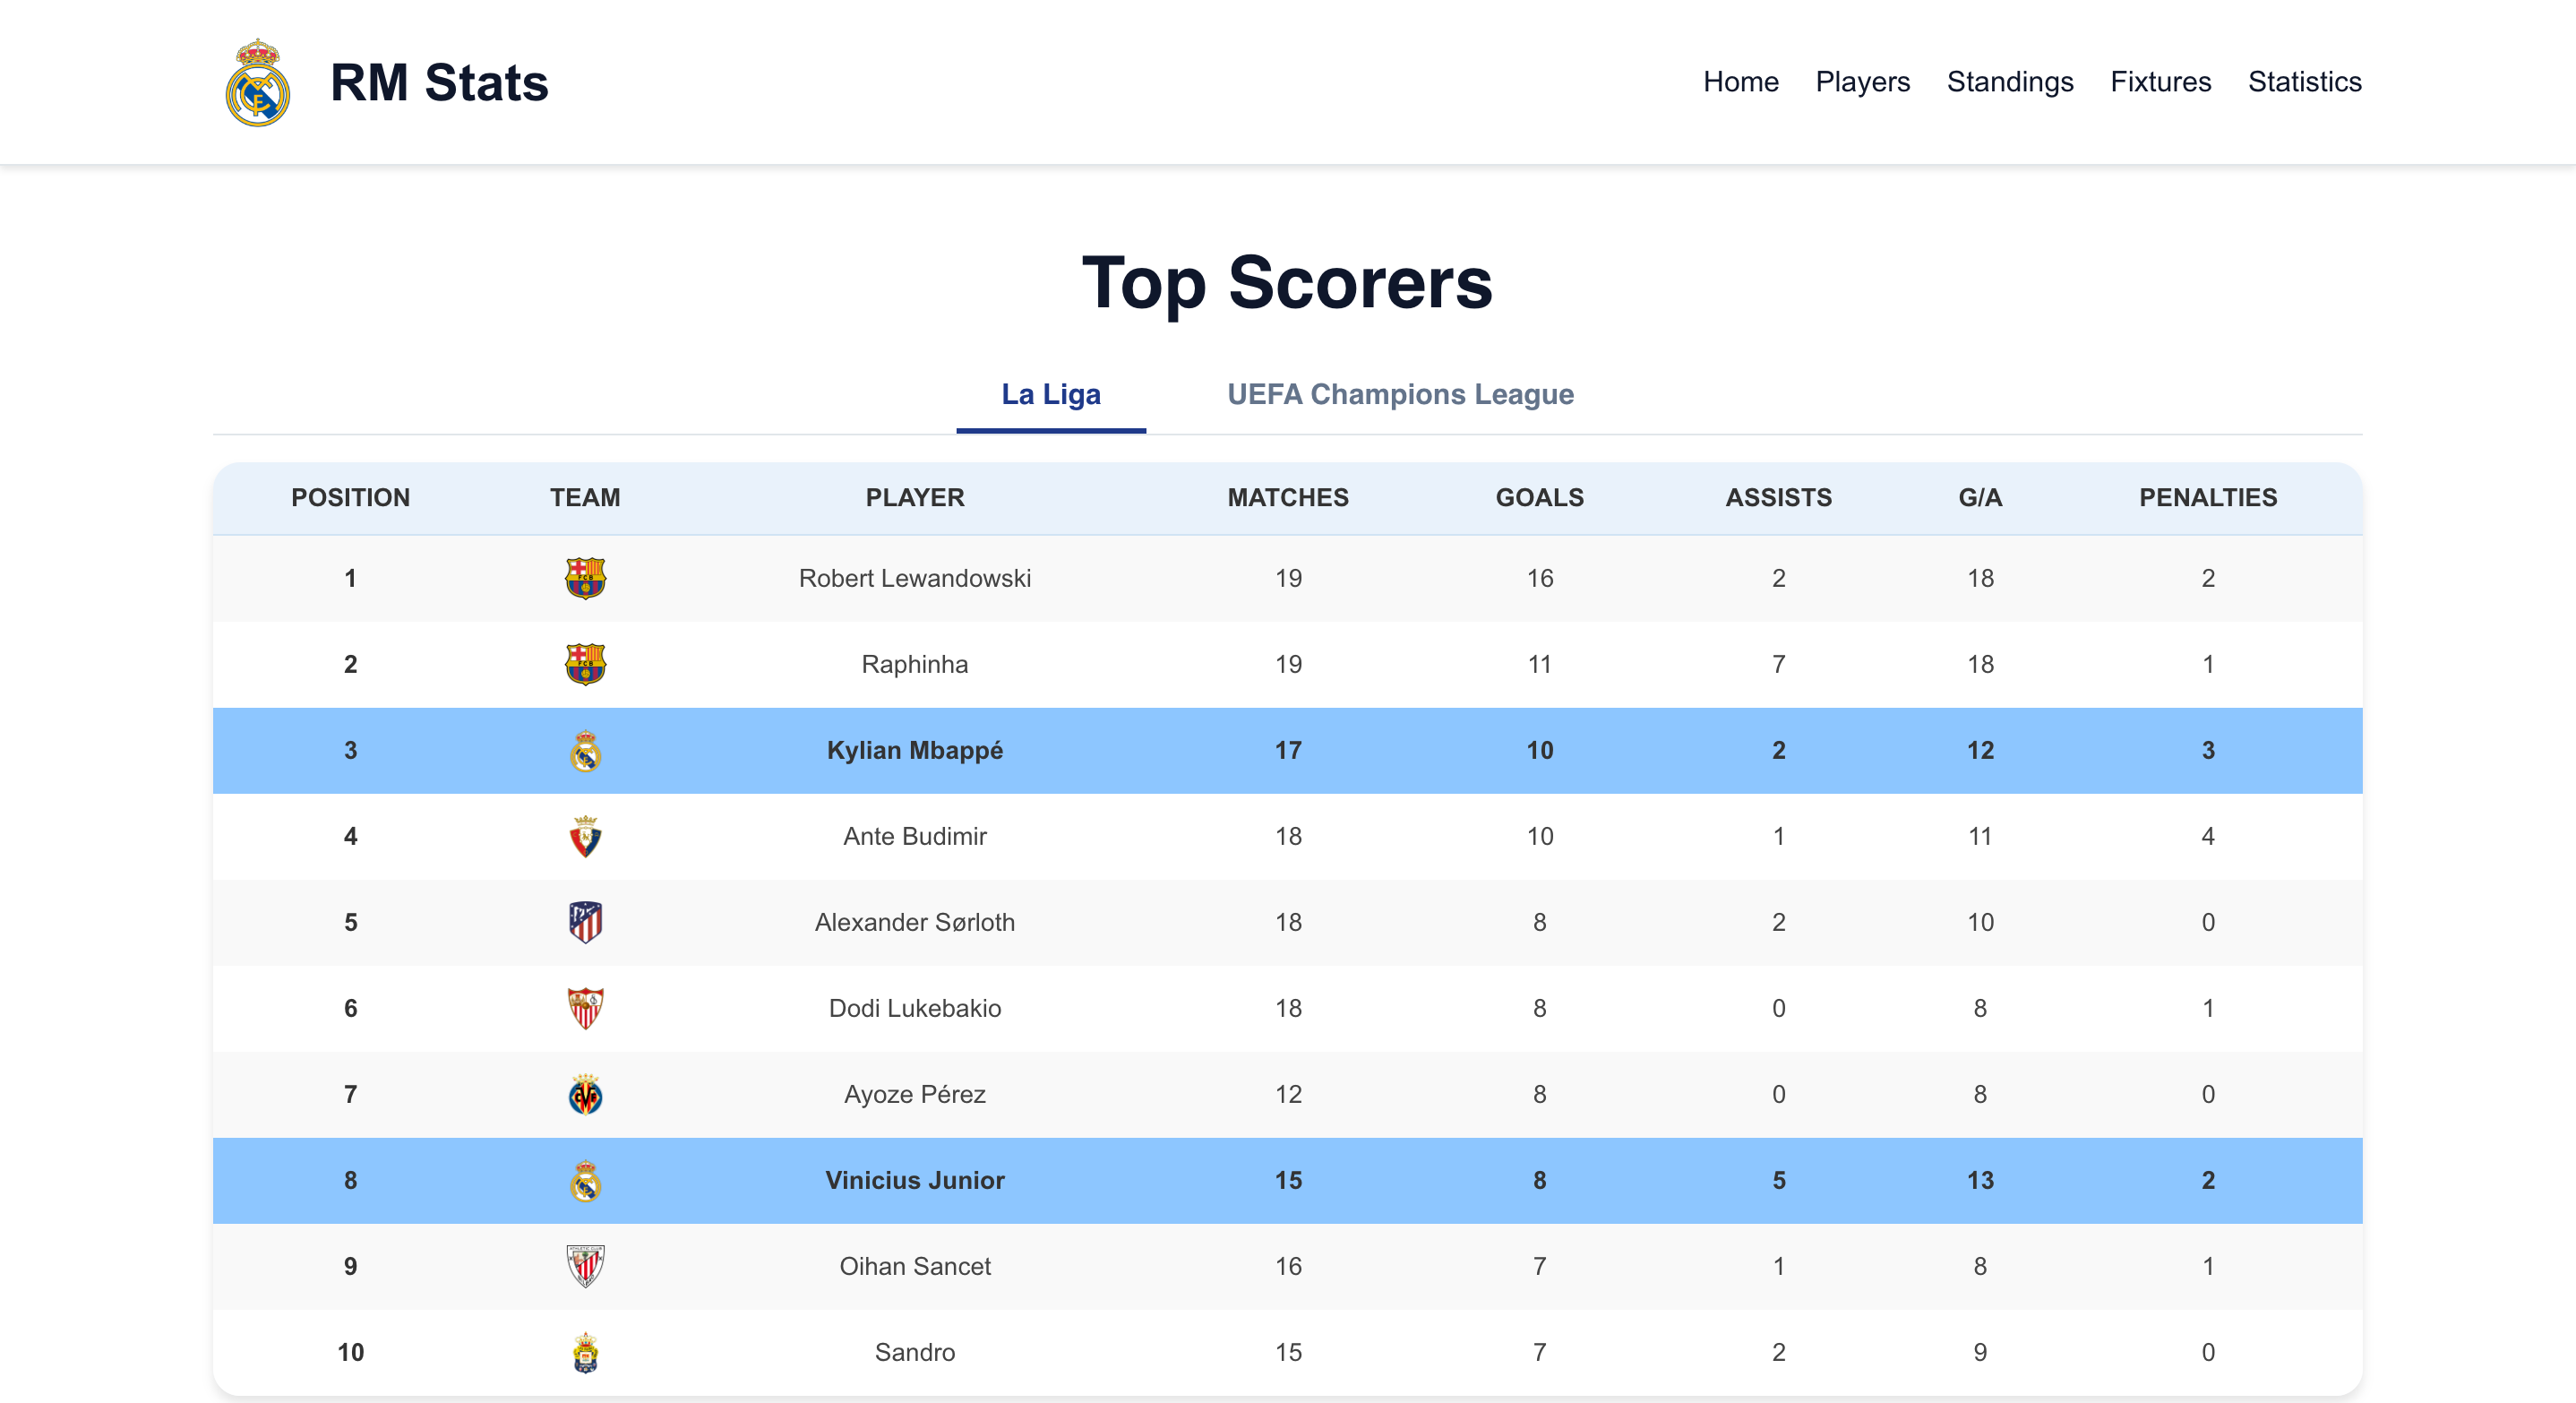 RM Stats
Home Players Standings Fixtures Statistics
Top Scorers
La Liga UEFA Champions League
POSITION TEAM PLAYER MATCHES GOALS ASSISTS G/A PENALTIES
1 FCB Robert Lewandowski 19 16 2 18 2
2 FCB Raphinha 19 11 7 18 1
3 Kylian Mbappé 17 10 2 12 3
4 Ante Budimir 18 10 1 11 4
5 Alexander Sørloth 18 8 2 10 0
6 Dodi Lukebakio 18 8 0 8 1
7 CVF Ayoze Pérez 12 8 0 8 0
8 Vinicius Junior 15 8 5 13 2
9 Oihan Sancet 16 7 1 8 1
10 Sandro 15 7 2 9 0